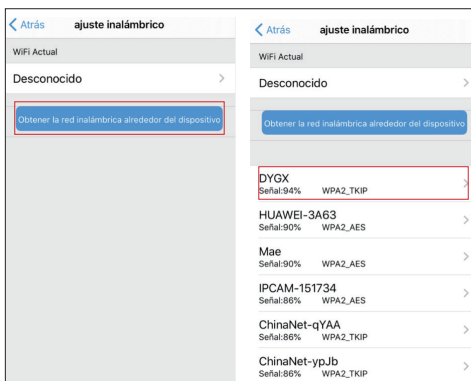 Atrás ajuste inalámbrico
WiFi Actual
Desconocido
Obtener la red inalámbrica alrededor del dispositivo
Atrás ajuste inalámbrico
WiFi Actual
Desconocido
Obtener la red inalámbrica alrededor del dispositivo
DYGX
Señal:94% WPA2_TKIP
HUAWEI-3A63
Señal:90% WPA2_AES
Mae
Señal:90% WPA2_AES
IPCAM-151734
Señal:86% WPA2_AES
ChinaNet-qYAA
Señal:86% WPA2_TKIP
ChinaNet-ypJb
Señal:86% WPA2_TKIP